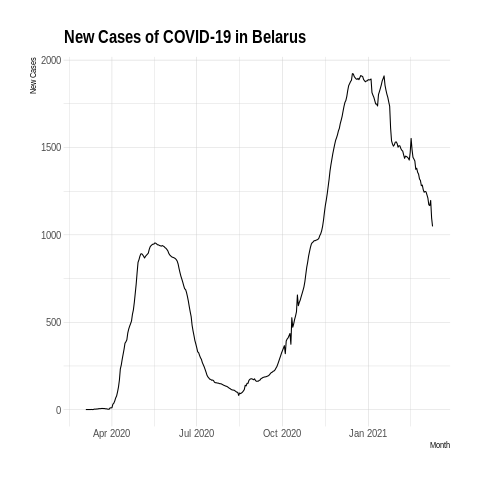 New Cases of COVID-19 in Belarus
New Cases
2000
1500
1000
500
0
Apr 2020
Jul 2020
Oct 2020
Jan 2021
Month